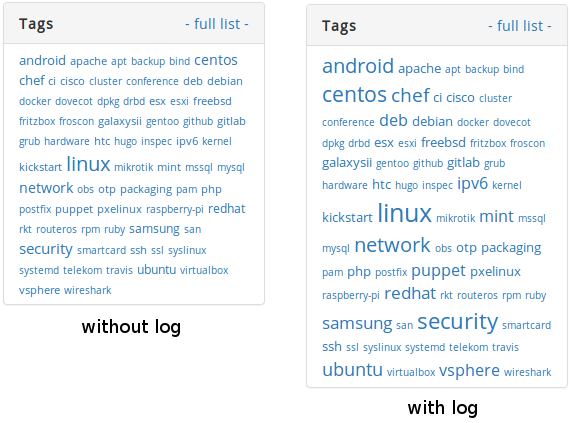 Tags - full list -
android apache apt backup bind centos
chef ci cisco cluster conference deb debian
docker dovecot dpkg drbd esx esxi freebsd
fritzbox froscon galaxysii gentoo github gitlab
grub hardware htc hugo inspec ipv6 kernel
kickstart linux mikrotik mint mssql mysql
network obs otp packaging pam php
postfix puppet pxelinux raspberry-pi redhat
rkt routeros rpm ruby samsung san
security smartcard ssh ssl syslinux
systemd telekom travis ubuntu virtualbox
vsphere wireshark
without log
Tags - full list -
android apache apt backup bind
centos chef ci cisco cluster
conference deb debian docker dovecot
dpkg drbd esx esxi freebsd fritzbox froscon
galaxysii gentoo github gitlab grub
hardware htc hugo inspec ipv6 kernel
kickstart linux mikrotik mint mssql
mysql network obs otp packaging
pam php postfix puppet pxelinux
raspberry-pi redhat rkt routeros rpm ruby
samsung san security smartcard
ssh ssl syslinux systemd telekom travis
ubuntu virtualbox vsphere wireshark
with log